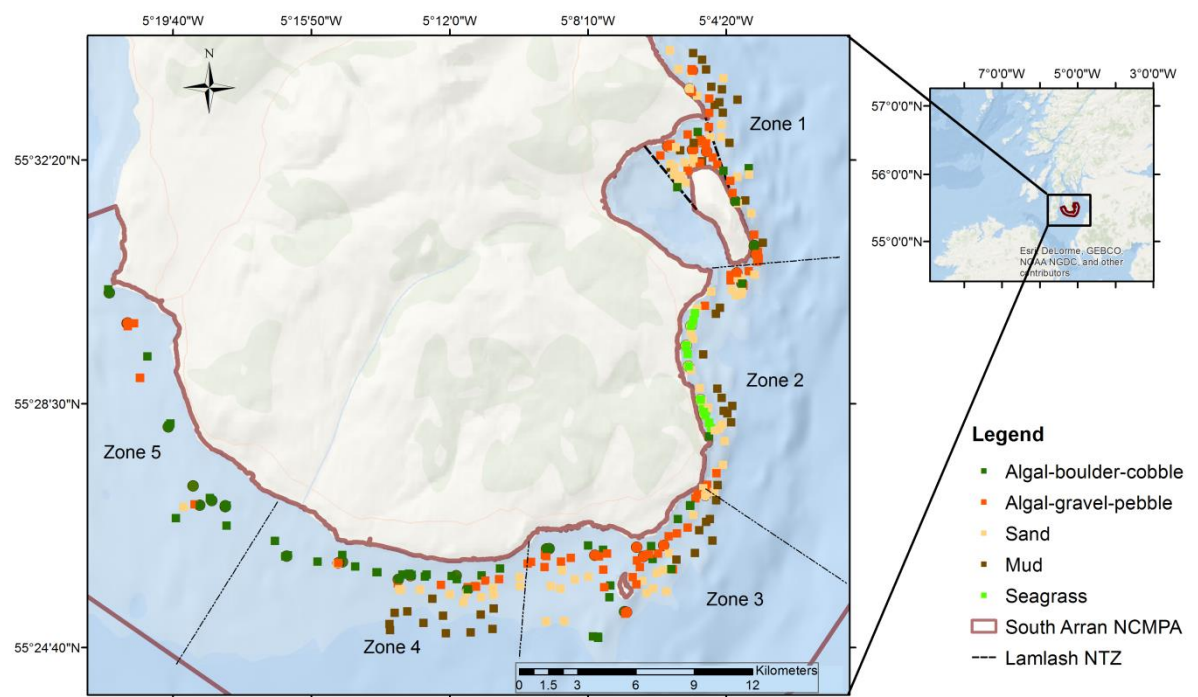 5°19'40"W 5°15'50"W 5°12'0"W 5°8'10"W 5°4'20"W
N
Zone 1
55°32'20"N
Zone 2
55°28'30"N
Zone 5
Zone 3
Zone 4
55°24'40"N
Kilometers
0 1.5 3 6 9 12
7°0'0"W 5°0'0"W 3°0'0"W
57°0'0"N
56°0'0"N
55°0'0"N
Esri, DeLorme, GEBCO,
NOAA NGDC, and other
contributors
Legend
Algal-boulder-cobble
Algal-gravel-pebble
Sand
Mud
Seagrass
South Arran NCMPA
Lamlash NTZ